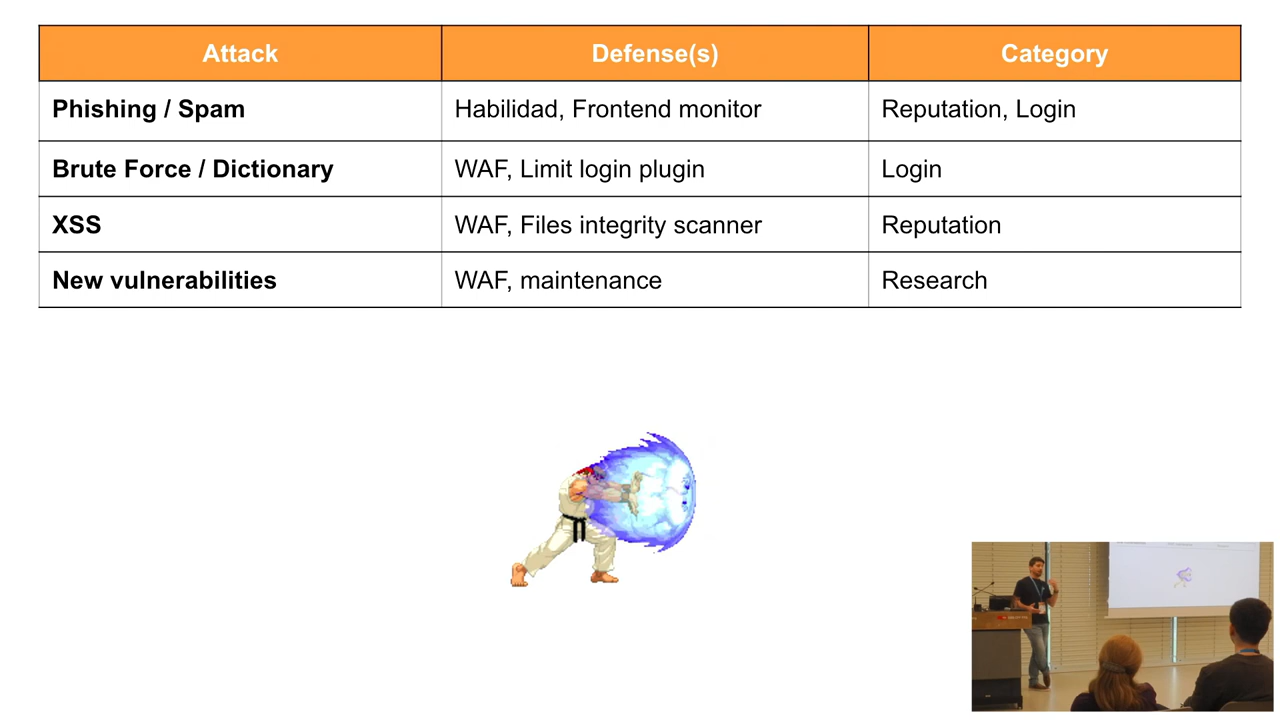 Attack Defense(s) Category
Phishing / Spam Habilidad, Frontend monitor Reputation, Login
Brute Force / Dictionary WAF, Limit login plugin Login
XSS WAF, Files integrity scanner Reputation
New vulnerabilities WAF, maintenance Research